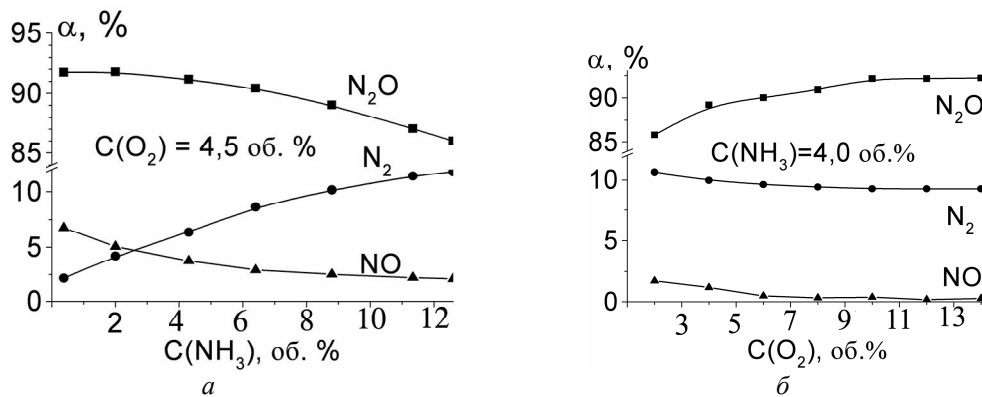 α, %
95
90
85
10
5
0
N₂O
C(O₂) = 4,5 об. %
N₂
NO
2 4 6 8 10 12
C(NH₃), об. %
а
α, %
90
85
10
5
0
N₂O
C(NH₃)=4,0 об.%
N₂
NO
3 5 7 9 11 13
C(O₂), об.%
б